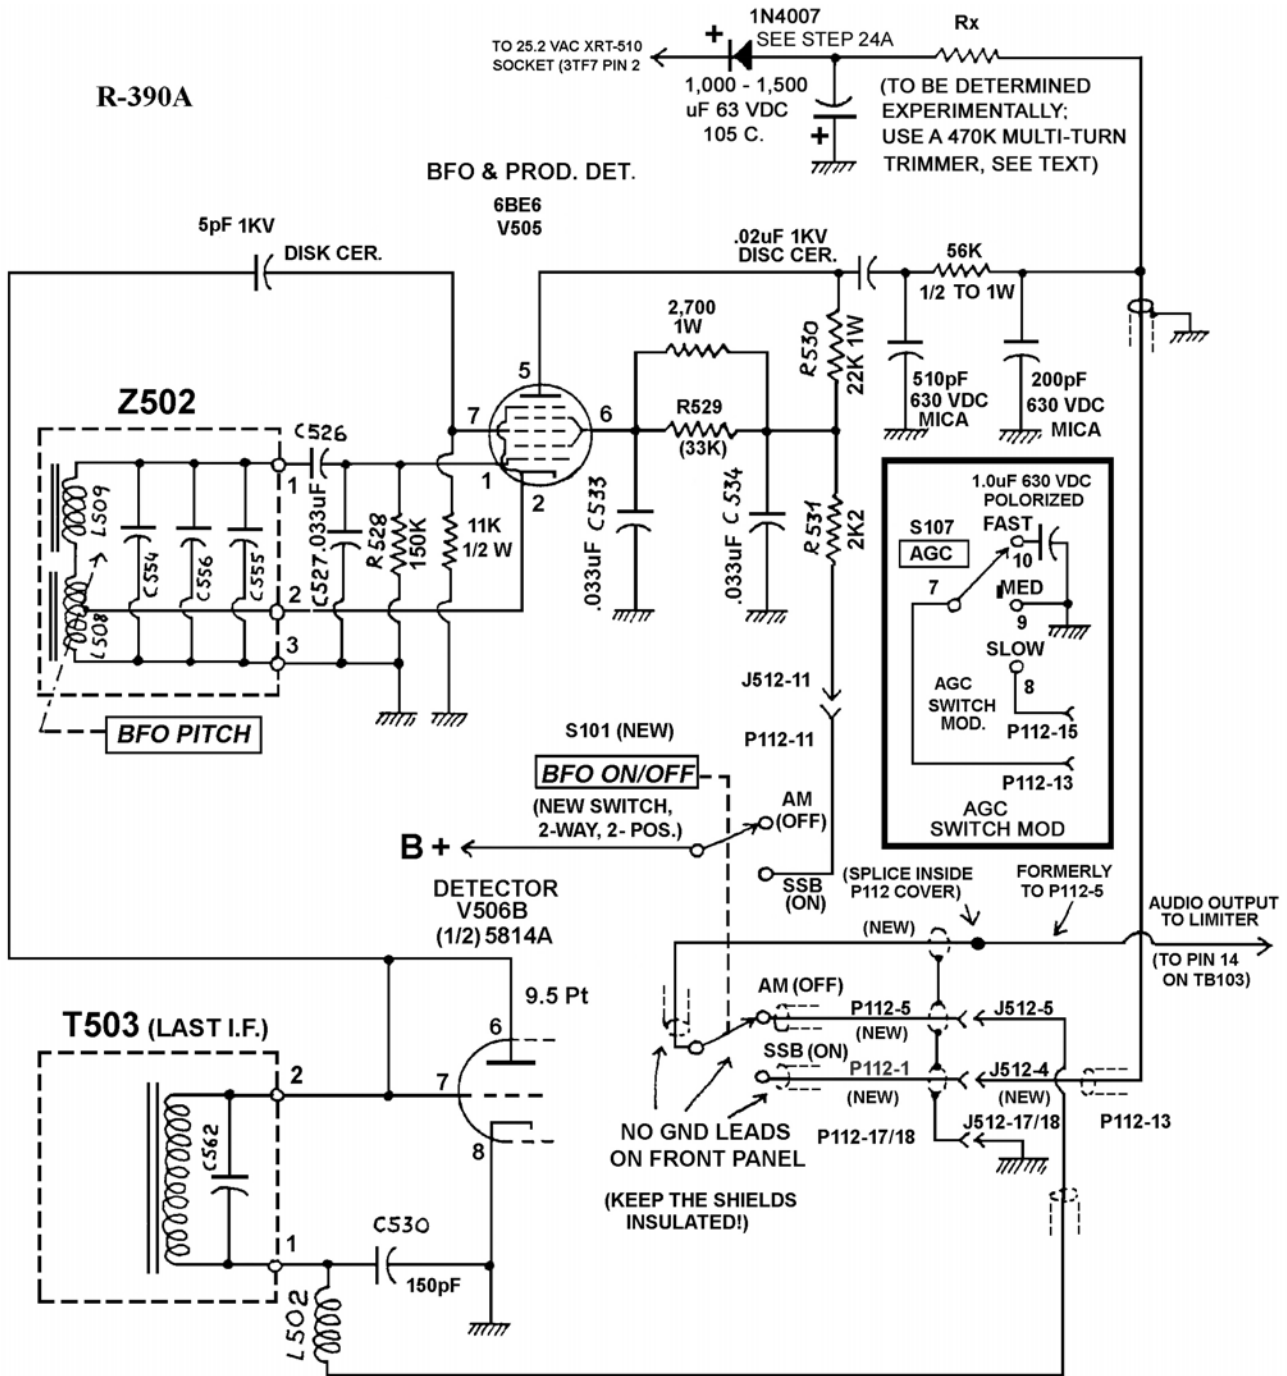 1N4007
Rx
+
SEE STEP 24A
TO 25.2 VAC XRT-510
SOCKET (3TF7 PIN 2
R-390A
1,000 - 1,500
uF 63 VDC
105 C.
+
(TO BE DETERMINED
EXPERIMENTALLY;
USE A 470K MULTI-TURN
TRIMMER, SEE TEXT)
BFO & PROD. DET.
6BE6
V505
5pF 1KV
DISK CER.
.02uF 1KV
DISC CER.
56K
1/2 TO 1W
2,700
1W
R530
22K 1W
510pF
630 VDC
MICA
200pF
630 VDC
MICA
5
7
6
1
2
R529
(33K)
Z502
C526
1
2
3
L509
L508
C554
C556
C555
C527 .033uF
R528
150K
11K
1/2 W
.033uF C533
.033uF C 534
R531
2K2
BFO PITCH
1.0uF 630 VDC
POLORIZED
S107
FAST
AGC
10
7
MED
9
SLOW
8
AGC
SWITCH
MOD.
P112-15
P112-13
AGC
SWITCH MOD
J512-11
P112-11
S101 (NEW)
BFO ON/OFF
(NEW SWITCH,
2-WAY, 2- POS.)
AM
(OFF)
B +
SSB
(ON)
DETECTOR
V506B
(1/2) 5814A
(SPLICE INSIDE
P112 COVER)
FORMERLY
TO P112-5
AUDIO OUTPUT
TO LIMITER
(TO PIN 14
ON TB103)
(NEW)
9.5 Pt
AM (OFF)
P112-5
(NEW)
J512-5
SSB (ON)
P112-1
(NEW)
J512-4
(NEW)
P112-13
J512-17/18
P112-17/18
T503 (LAST I.F.)
6
2
7
8
1
C562
C530
150pF
L502
NO GND LEADS
ON FRONT PANEL
(KEEP THE SHIELDS
INSULATED!)